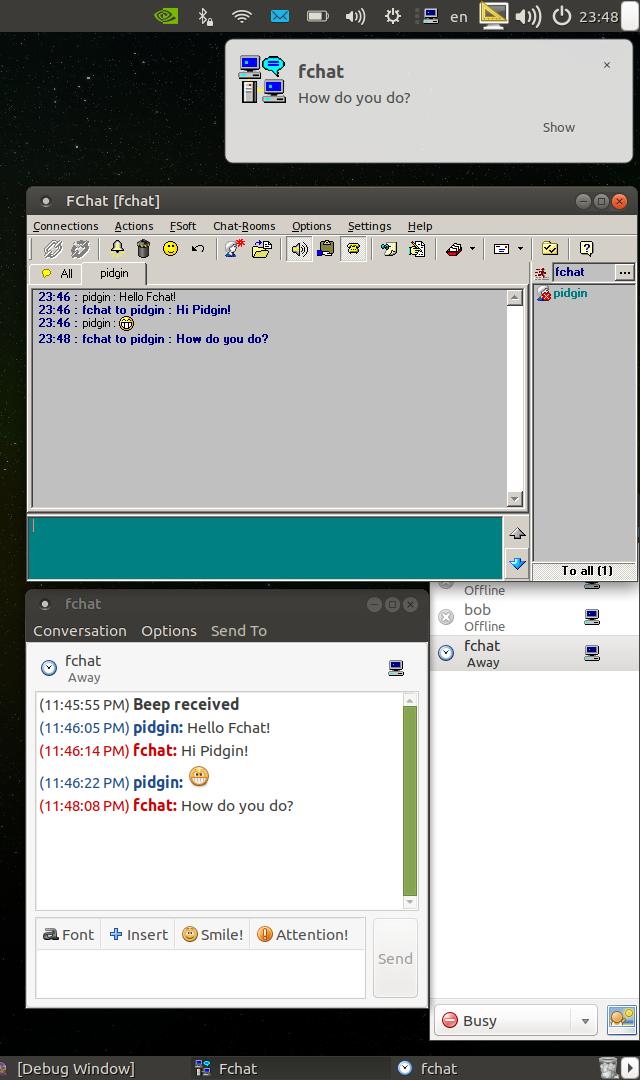 en 23:48
fchat
How do you do?
Show
FChat [fchat]
Connections Actions FSoft Chat-Rooms Options Settings Help
All pidgin
fchat ...
pidgin
23:46 : pidgin : Hello Fchat!
23:46 : fchat to pidgin : Hi Pidgin!
23:46 : pidgin :
23:48 : fchat to pidgin : How do you do?
To all (1)
Offline
bob
Offline
fchat
Away
fchat
Conversation Options Send To
fchat
Away
(11:45:55 PM) Beep received
(11:46:05 PM) pidgin: Hello Fchat!
(11:46:14 PM) fchat: Hi Pidgin!
(11:46:22 PM) pidgin:
(11:48:08 PM) fchat: How do you do?
Font Insert Smile! Attention!
Send
Busy
[Debug Window] Fchat fchat